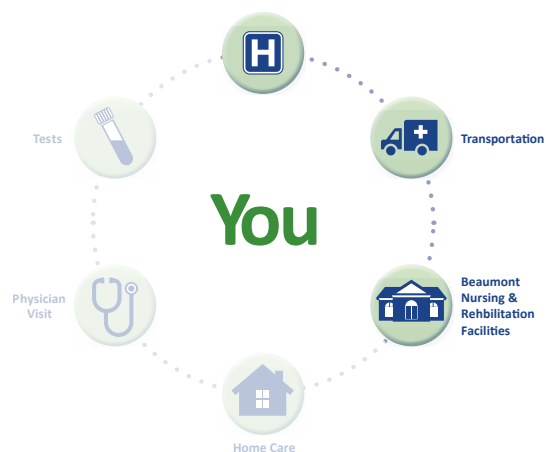 H
Tests
Transportation
You
Physician
Visit
Beaumont
Nursing &
Rehbilitation
Facilities
Home Care